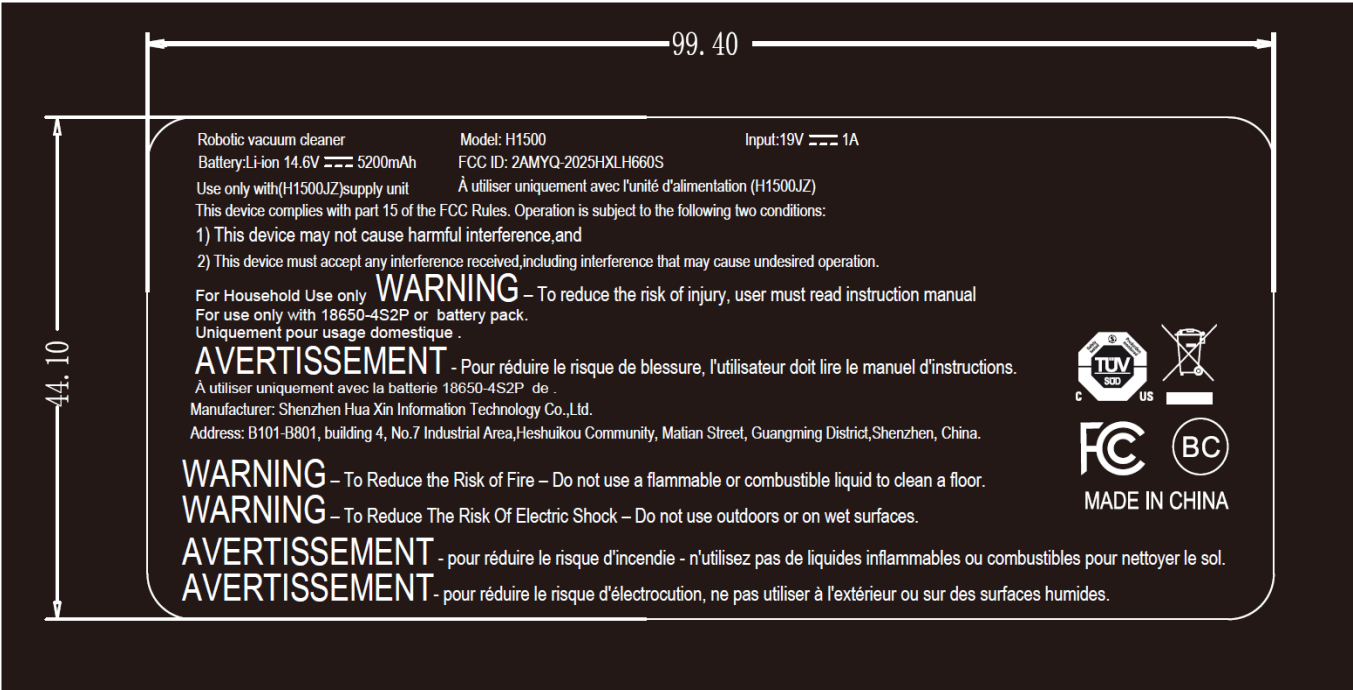 99.40
44.10
Robotic vacuum cleaner Model: H1500 Input:19V ⎓ 1A
Battery:Li-ion 14.6V ⎓ 5200mAh FCC ID: 2AMYQ-2025HXLH660S
Use only with(H1500JZ)supply unit À utiliser uniquement avec l'unité d'alimentation (H1500JZ)
This device complies with part 15 of the FCC Rules. Operation is subject to the following two conditions:
1) This device may not cause harmful interference,and
2) This device must accept any interference received,including interference that may cause undesired operation.
For Household Use only WARNING – To reduce the risk of injury, user must read instruction manual
For use only with 18650-4S2P or battery pack.
Uniquement pour usage domestique .
AVERTISSEMENT - Pour réduire le risque de blessure, l'utilisateur doit lire le manuel d'instructions.
À utiliser uniquement avec la batterie 18650-4S2P de .
Manufacturer: Shenzhen Hua Xin Information Technology Co.,Ltd.
Address: B101-B801, building 4, No.7 Industrial Area,Heshuikou Community, Matian Street, Guangming District,Shenzhen, China.
WARNING – To Reduce the Risk of Fire – Do not use a flammable or combustible liquid to clean a floor.
WARNING – To Reduce The Risk Of Electric Shock – Do not use outdoors or on wet surfaces.
AVERTISSEMENT - pour réduire le risque d'incendie - n'utilisez pas de liquides inflammables ou combustibles pour nettoyer le sol.
AVERTISSEMENT - pour réduire le risque d'électrocution, ne pas utiliser à l'extérieur ou sur des surfaces humides.
TÜV
SÜD
C US
FC BC
MADE IN CHINA